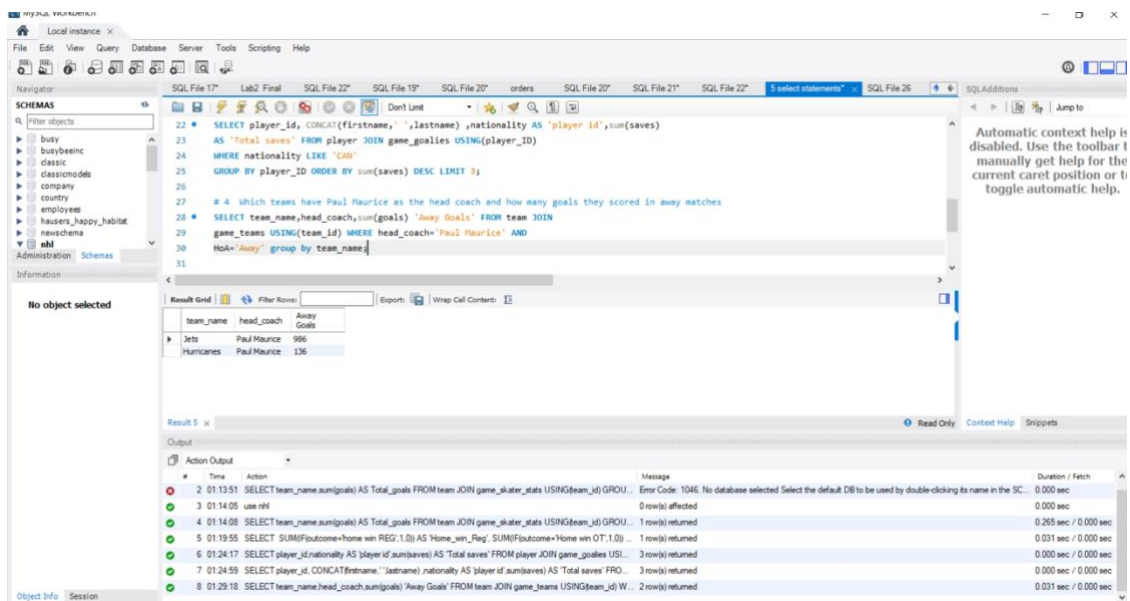 MySQL Workbench
Local instance ×
File Edit View Query Database Server Tools Scripting Help
Navigator
SCHEMAS
Filter objects
busy
busybeeinc
classic
classicmodels
company
country
employees
hausers_happy_habitat
newschema
nhl
Administration Schemas
Information
No object selected
Object Info Session
SQL File 17* Lab2_Final SQL File 22* SQL File 19* SQL File 20* orders SQL File 20* SQL File 21* SQL File 22* 5 select statements* × SQL File 26
Don't Limit
22 SELECT player_id, CONCAT(firstname,' ',lastname) ,nationality AS 'player id',sum(saves)
23 AS 'Total saves' FROM player JOIN game_goalies USING(player_ID)
24 WHERE nationality LIKE 'CAN'
25 GROUP BY player_ID ORDER BY sum(saves) DESC LIMIT 3;
26
27 # 4 Which teams have Paul Maurice as the head coach and how many goals they scored in away matches
28 SELECT team_name,head_coach,sum(goals) 'Away Goals' FROM team JOIN
29 game_teams USING(team_id) WHERE head_coach='Paul Maurice' AND
30 HoA='Away' group by team_name;
31
Result Grid Filter Rows: Export: Wrap Cell Content:
team_name head_coach Away Goals
Jets Paul Maurice 986
Hurricanes Paul Maurice 136
Result 5 ×
Read Only
SQLAdditions
Jump to
Automatic context help is
disabled. Use the toolbar t
manually get help for the
current caret position or to
toggle automatic help.
Context Help Snippets
Output
Action Output
# Time Action Message Duration / Fetch
2 01:13:51 SELECT team_name,sum(goals) AS Total_goals FROM team JOIN game_skater_stats USING(team_id) GROU... Error Code: 1046. No database selected Select the default DB to be used by double-clicking its name in the SC... 0.000 sec
3 01:14:05 use nhl 0 row(s) affected 0.000 sec
4 01:14:08 SELECT team_name,sum(goals) AS Total_goals FROM team JOIN game_skater_stats USING(team_id) GROU... 1 row(s) returned 0.265 sec / 0.000 sec
5 01:19:55 SELECT SUM(IF(outcome='home win REG',1,0)) AS 'Home_win_Reg', SUM(IF(outcome='Home win OT',1,0)) ... 1 row(s) returned 0.031 sec / 0.000 sec
6 01:24:17 SELECT player_id,nationality AS 'player id',sum(saves) AS 'Total saves' FROM player JOIN game_goalies USI... 3 row(s) returned 0.000 sec / 0.000 sec
7 01:24:59 SELECT player_id, CONCAT(firstname,' ',lastname) ,nationality AS 'player id',sum(saves) AS 'Total saves' FRO... 3 row(s) returned 0.000 sec / 0.000 sec
8 01:29:18 SELECT team_name,head_coach,sum(goals) 'Away Goals' FROM team JOIN game_teams USING(team_id) W... 2 row(s) returned 0.031 sec / 0.000 sec